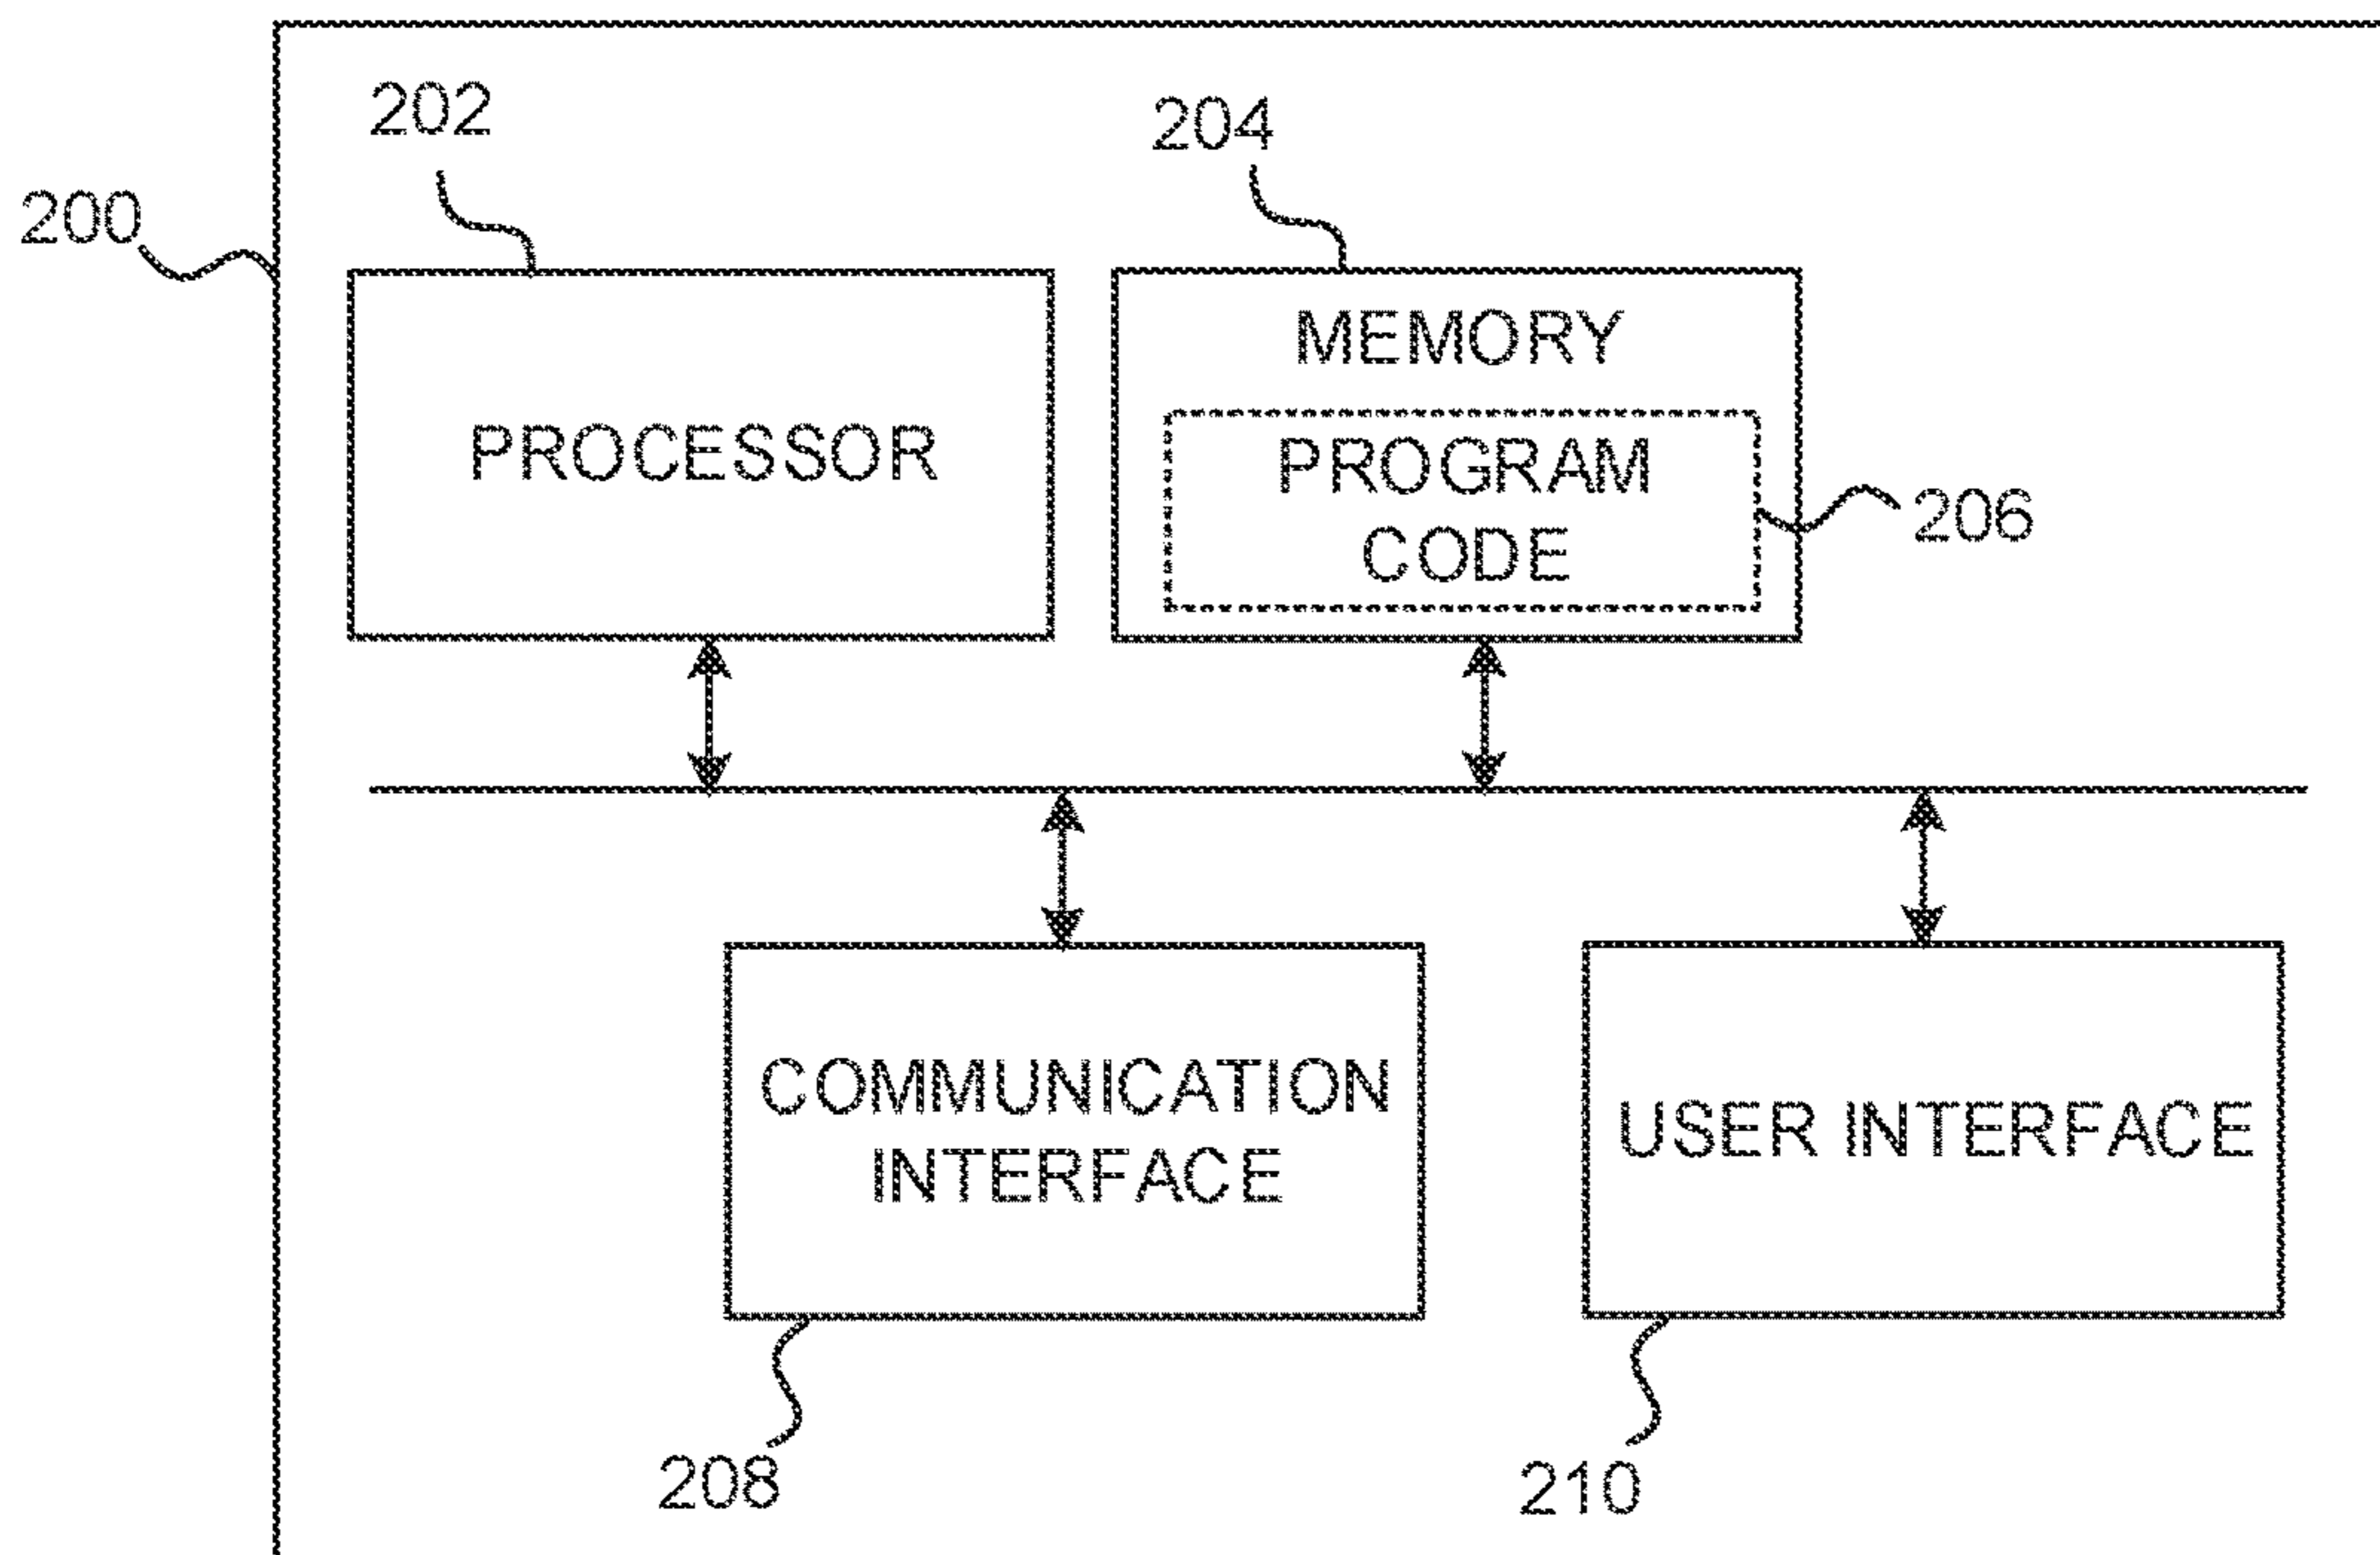 202
204
200
MEMORY
PROCESSOR
PROGRAM
CODE
206
COMMUNICATION
INTERFACE
USER INTERFACE
208
210